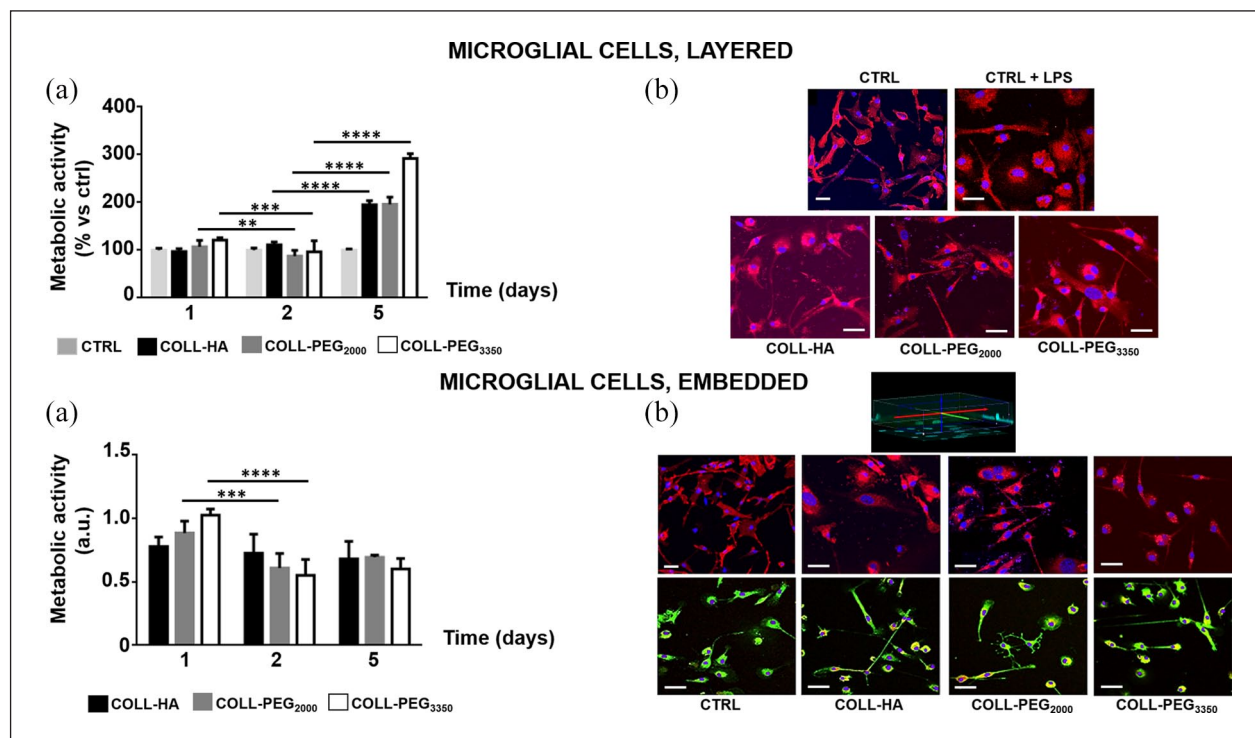 MICROGLIAL CELLS, LAYERED
(a)
Metabolic activity
(% vs ctrl)
400
300
200
100
0
****
****
****
***
**
1 2 5
Time (days)
CTRL COLL-HA COLL-PEG2000 COLL-PEG3350
(b)
CTRL CTRL + LPS
COLL-HA COLL-PEG2000 COLL-PEG3350
MICROGLIAL CELLS, EMBEDDED
(a)
Metabolic activity
(a.u.)
1.5
1.0
0.5
0
****
***
1 2 5
Time (days)
COLL-HA COLL-PEG2000 COLL-PEG3350
(b)
CTRL COLL-HA COLL-PEG2000 COLL-PEG3350